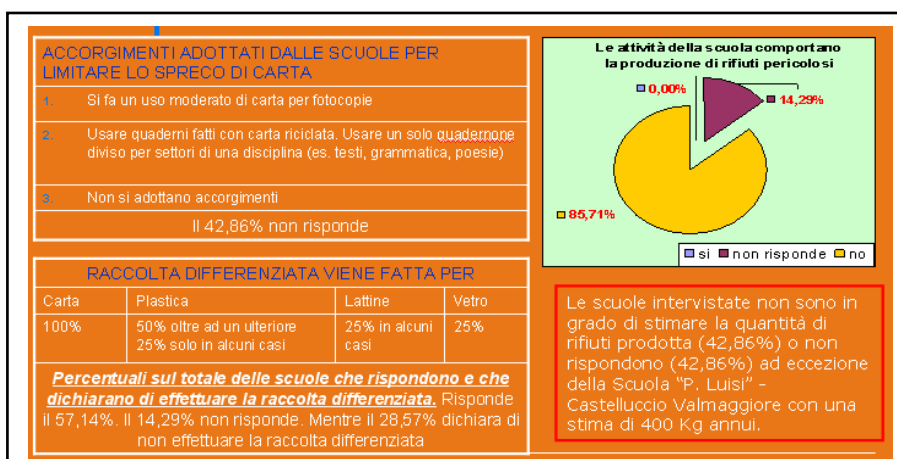 ACCORGIMENTI ADOTTATI DALLE SCUOLE PER
LIMITARE LO SPRECO DI CARTA
1. Si fa un uso moderato di carta per fotocopie
2. Usare quaderni fatti con carta riciclata. Usare un solo quadernone
diviso per settori di una disciplina (es. testi, grammatica, poesie)
3. Non si adottano accorgimenti
Il 42,86% non risponde
RACCOLTA DIFFERENZIATA VIENE FATTA PER
Carta Plastica Lattine Vetro
100% 50% oltre ad un ulteriore 25% in alcuni 25%
25% solo in alcuni casi casi
Percentuali sul totale delle scuole che rispondono e che
dichiarano di effettuare la raccolta differenziata. Risponde
il 57,14%. Il 14,29% non risponde. Mentre il 28,57% dichiara di
non effettuare la raccolta differenziata
Le attività della scuola comportano
la produzione di rifiuti pericolosi
0,00%
14,29%
85,71%
si non risponde no
Le scuole intervistate non sono in
grado di stimare la quantità di
rifiuti prodotta (42,86%) o non
rispondono (42,86%) ad eccezione
della Scuola "P. Luisi" –
Castelluccio Valmaggiore con una
stima di 400 Kg annui.